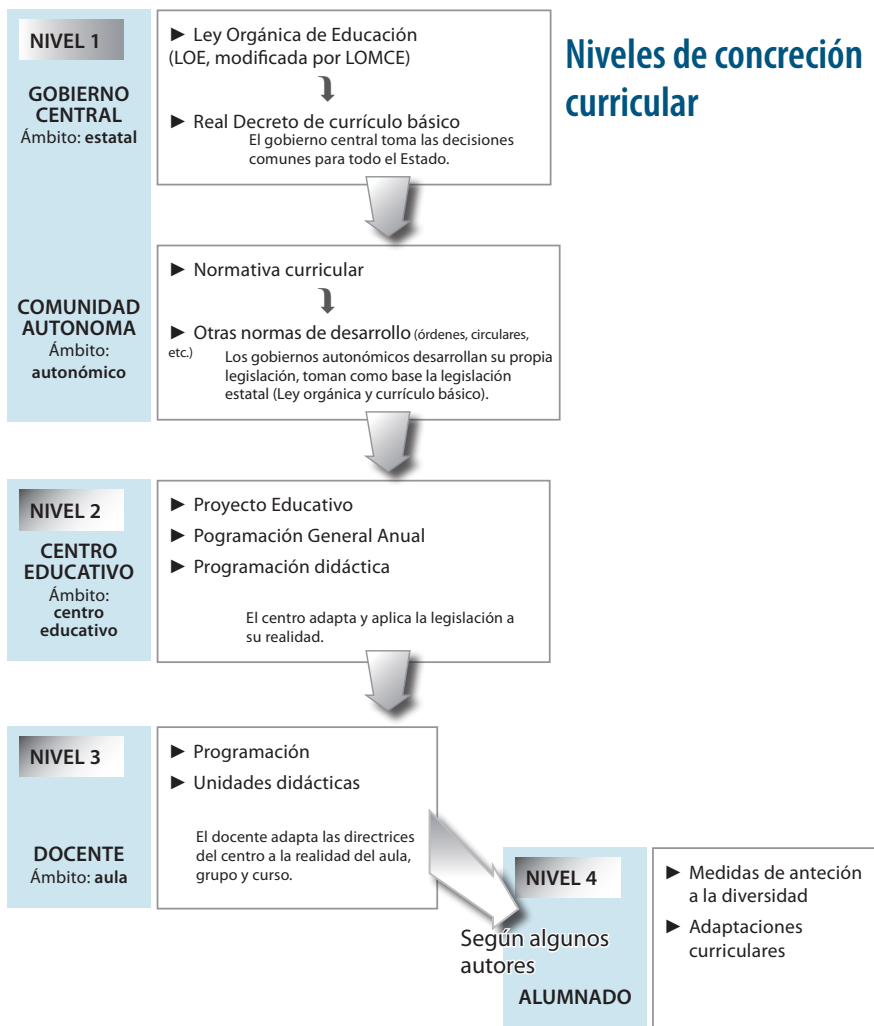 Niveles de concreción
curricular
NIVEL 1
GOBIERNO
CENTRAL
Ámbito: estatal
► Ley Orgánica de Educación
(LOE, modificada por LOMCE)
► Real Decreto de currículo básico
El gobierno central toma las decisiones
comunes para todo el Estado.
COMUNIDAD
AUTONOMA
Ámbito:
autonómico
► Normativa curricular
► Otras normas de desarrollo (órdenes, circulares,
etc.)
Los gobiernos autonómicos desarrollan su propia
legislación, toman como base la legislación
estatal (Ley orgánica y currículo básico).
NIVEL 2
CENTRO
EDUCATIVO
Ámbito:
centro
educativo
► Proyecto Educativo
► Pogramación General Anual
► Programación didáctica
El centro adapta y aplica la legislación a
su realidad.
NIVEL 3
DOCENTE
Ámbito: aula
► Programación
► Unidades didácticas
El docente adapta las directrices
del centro a la realidad del aula,
grupo y curso.
Según algunos
autores
NIVEL 4
ALUMNADO
► Medidas de anteción
a la diversidad
► Adaptaciones
curriculares